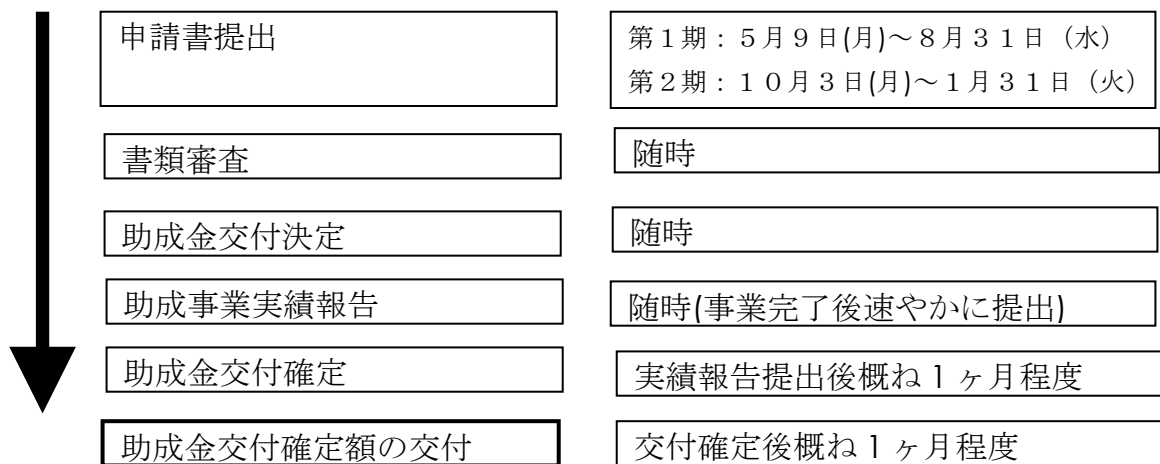 申請書提出
第１期：５月９日(月)～８月３１日（水）
第２期：１０月３日(月)～１月３１日（火）
書類審査
随時
助成金交付決定
随時
助成事業実績報告
随時(事業完了後速やかに提出)
助成金交付確定
実績報告提出後概ね１ヶ月程度
助成金交付確定額の交付
交付確定後概ね１ヶ月程度